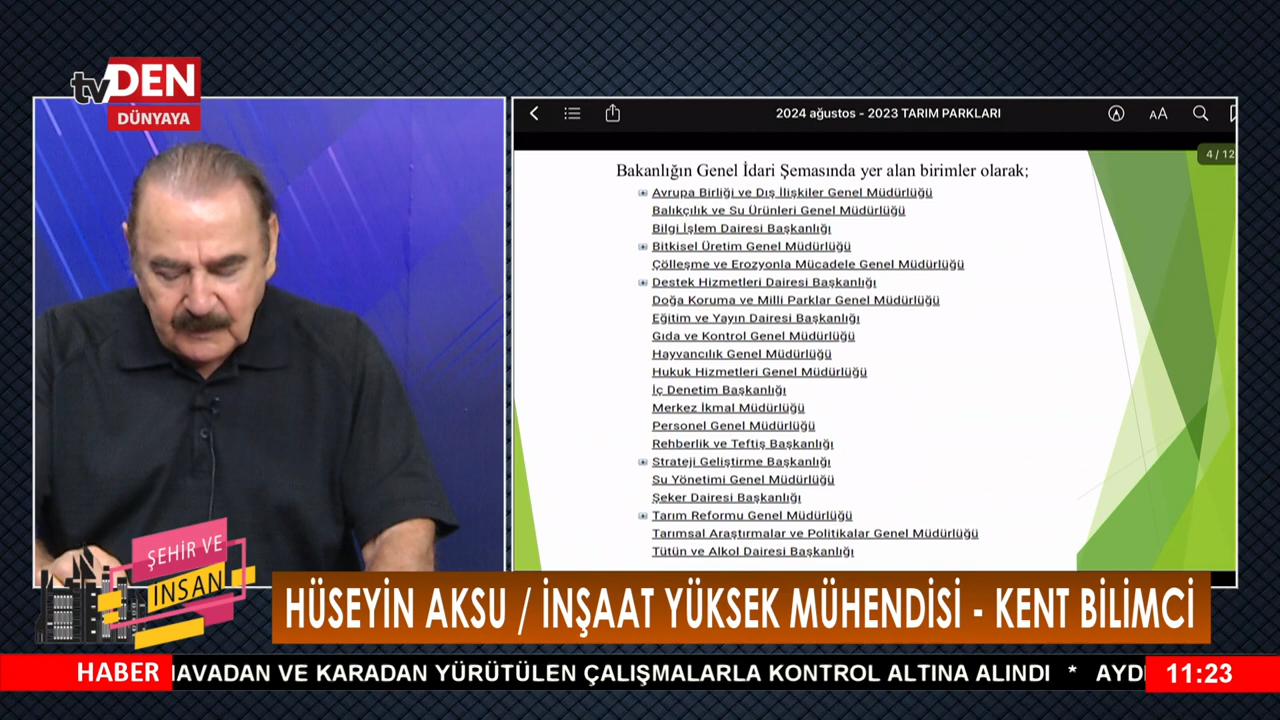 tvDEN
DÜNYAYA
2024 ağustos - 2023 TARIM PARKLARI
AA
4 / 12
Bakanlığın Genel İdari Şemasında yer alan birimler olarak;
Avrupa Birliği ve Dış İlişkiler Genel Müdürlüğü
Balıkçılık ve Su Ürünleri Genel Müdürlüğü
Bilgi İşlem Dairesi Başkanlığı
Bitkisel Üretim Genel Müdürlüğü
Çölleşme ve Erozyonla Mücadele Genel Müdürlüğü
Destek Hizmetleri Dairesi Başkanlığı
Doğa Koruma ve Milli Parklar Genel Müdürlüğü
Eğitim ve Yayın Dairesi Başkanlığı
Gıda ve Kontrol Genel Müdürlüğü
Hayvancılık Genel Müdürlüğü
Hukuk Hizmetleri Genel Müdürlüğü
İç Denetim Başkanlığı
Merkez İkmal Müdürlüğü
Personel Genel Müdürlüğü
Rehberlik ve Teftiş Başkanlığı
Strateji Geliştirme Başkanlığı
Su Yönetimi Genel Müdürlüğü
Şeker Dairesi Başkanlığı
Tarım Reformu Genel Müdürlüğü
Tarımsal Araştırmalar ve Politikalar Genel Müdürlüğü
Tütün ve Alkol Dairesi Başkanlığı
ŞEHİR VE
İNSAN
HÜSEYİN AKSU / İNŞAAT YÜKSEK MÜHENDİSİ - KENT BİLİMCİ
HABER HAVADAN VE KARADAN YÜRÜTÜLEN ÇALIŞMALARLA KONTROL ALTINA ALINDI * AYDI 11:23